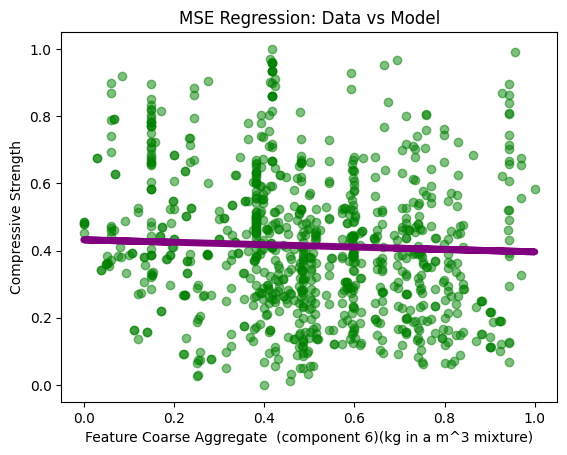 MSE Regression: Data vs Model
Compressive Strength
1.0
0.8
0.6
0.4
0.2
0.0
0.0 0.2 0.4 0.6 0.8 1.0
Feature Coarse Aggregate  (component 6)(kg in a m^3 mixture)